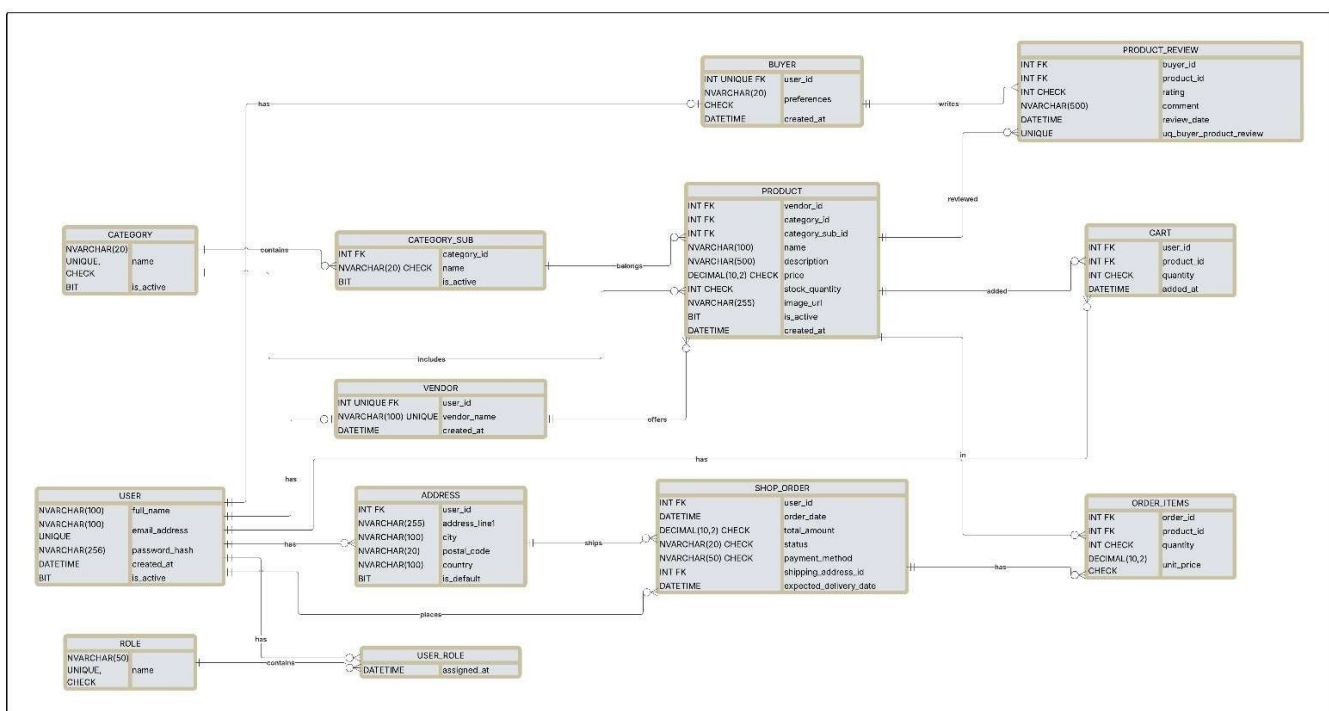 BUYER
INT UNIQUE FK user_id
NVARCHAR(20)
CHECK
preferences
DATETIME created_at
PRODUCT_REVIEW
INT FK buyer_id
INT FK product_id
INT CHECK rating
NVARCHAR(500) comment
DATETIME review_date
UNIQUE uq_buyer_product_review
has
writes
reviewed
PRODUCT
INT FK vendor_id
INT FK category_id
INT FK category_sub_id
NVARCHAR(100) name
NVARCHAR(500) description
DECIMAL(10,2) CHECK price
INT CHECK stock_quantity
NVARCHAR(255) image_url
BIT is_active
DATETIME created_at
CATEGORY
NVARCHAR(20)
UNIQUE,
CHECK
name
BIT is_active
contains
CATEGORY_SUB
INT FK category_id
NVARCHAR(20) CHECK name
BIT is_active
belongs
CART
INT FK user_id
INT FK product_id
INT CHECK quantity
DATETIME added_at
added
includes
VENDOR
INT UNIQUE FK user_id
NVARCHAR(100) UNIQUE vendor_name
DATETIME created_at
offers
has
has
in
USER
NVARCHAR(100) full_name
NVARCHAR(100)
UNIQUE
email_address
NVARCHAR(256) password_hash
DATETIME created_at
BIT is_active
has
ADDRESS
INT FK user_id
NVARCHAR(255) address_line1
NVARCHAR(100) city
NVARCHAR(20) postal_code
NVARCHAR(100) country
BIT is_default
ships
SHOP_ORDER
INT FK user_id
DATETIME order_date
DECIMAL(10,2) CHECK total_amount
NVARCHAR(20) CHECK status
NVARCHAR(50) CHECK payment_method
INT FK shipping_address_id
DATETIME expected_delivery_date
has
ORDER_ITEMS
INT FK order_id
INT FK product_id
INT CHECK quantity
DECIMAL(10,2)
CHECK
unit_price
places
has
ROLE
NVARCHAR(50)
UNIQUE,
CHECK
name
contains
USER_ROLE
DATETIME assigned_at